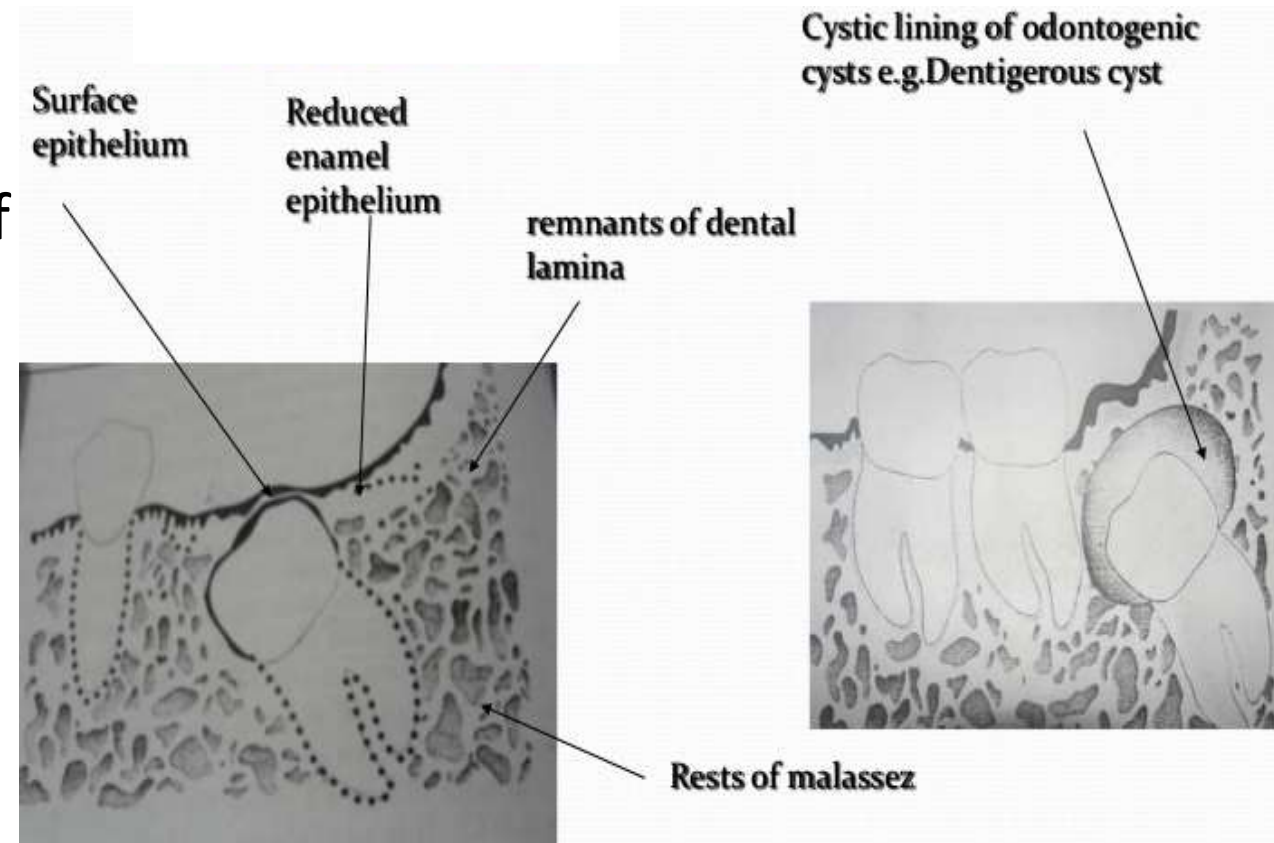 Cystic lining of odontogenic
cysts e.g.Dentigerous cyst
Surface
epithelium
Reduced
enamel
epithelium
f
remnants of dental
lamina
Rests of malassez